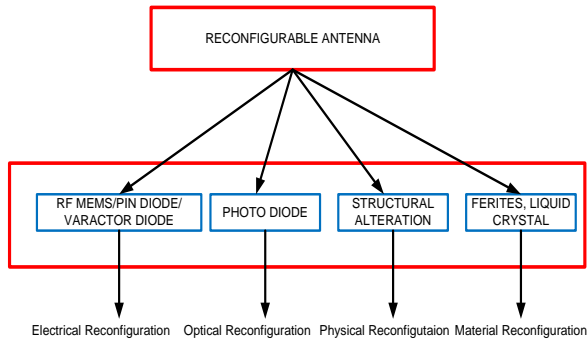 RECONFIGURABLE ANTENNA
RF MEMS/PIN DIODE/
VARACTOR DIODE
PHOTO DIODE
STRUCTURAL
ALTERATION
FERITES, LIQUID
CRYSTAL
Electrical Reconfiguration
Optical Reconfiguration
Physical Reconfigutaion
Material Reconfiguration